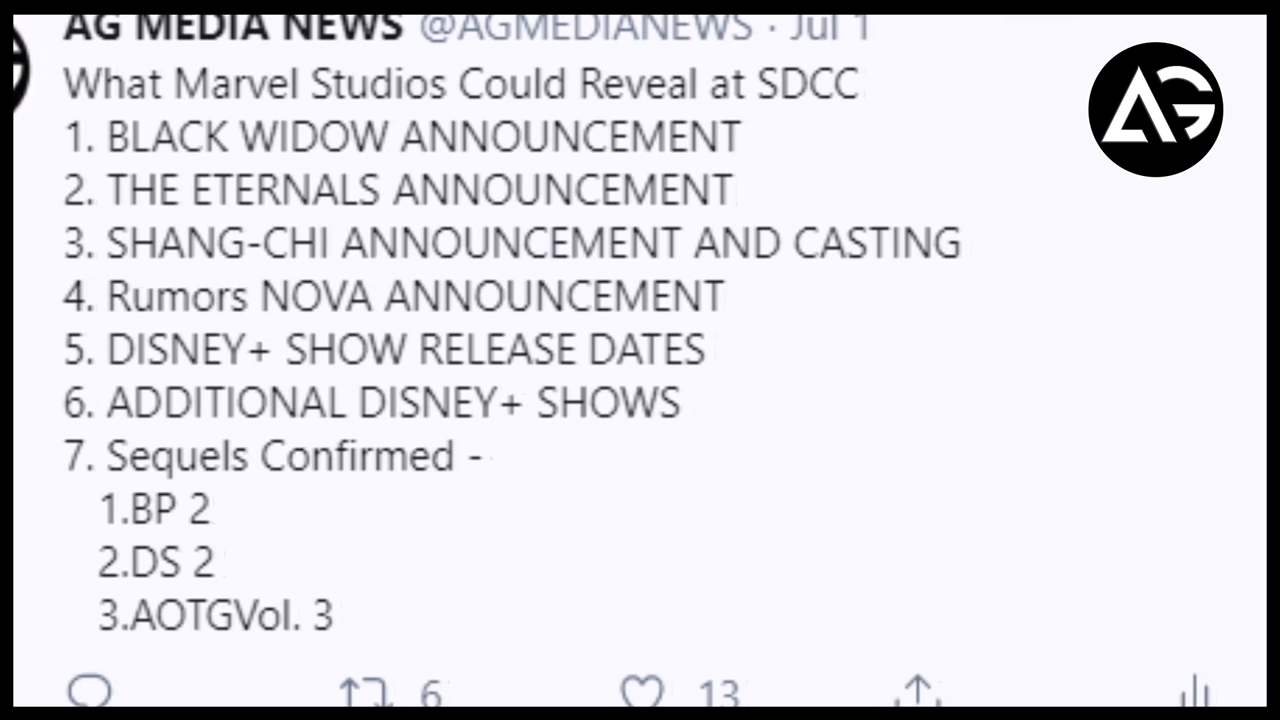 AG MEDIA NEWS @AGMEDIANEWS · Jul 1
What Marvel Studios Could Reveal at SDCC
1. BLACK WIDOW ANNOUNCEMENT
2. THE ETERNALS ANNOUNCEMENT
3. SHANG-CHI ANNOUNCEMENT AND CASTING
4. Rumors NOVA ANNOUNCEMENT
5. DISNEY+ SHOW RELEASE DATES
6. ADDITIONAL DISNEY+ SHOWS
7. Sequels Confirmed -
1.BP 2
2.DS 2
3.AOTGVol. 3
6 13
AG